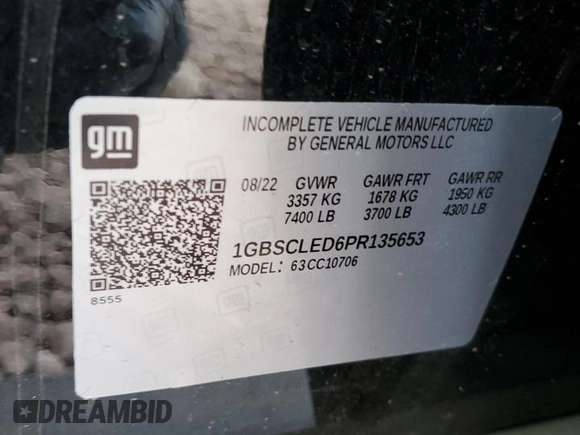 gm
INCOMPLETE VEHICLE MANUFACTURED
BY GENERAL MOTORS LLC
08/22 GVWR GAWR FRT GAWR RR
3357 KG 1678 KG 1950 KG
7400 LB 3700 LB 4300 LB
1GBSCLED6PR135653
MODEL: 63CC10706
8555
DREAMBID